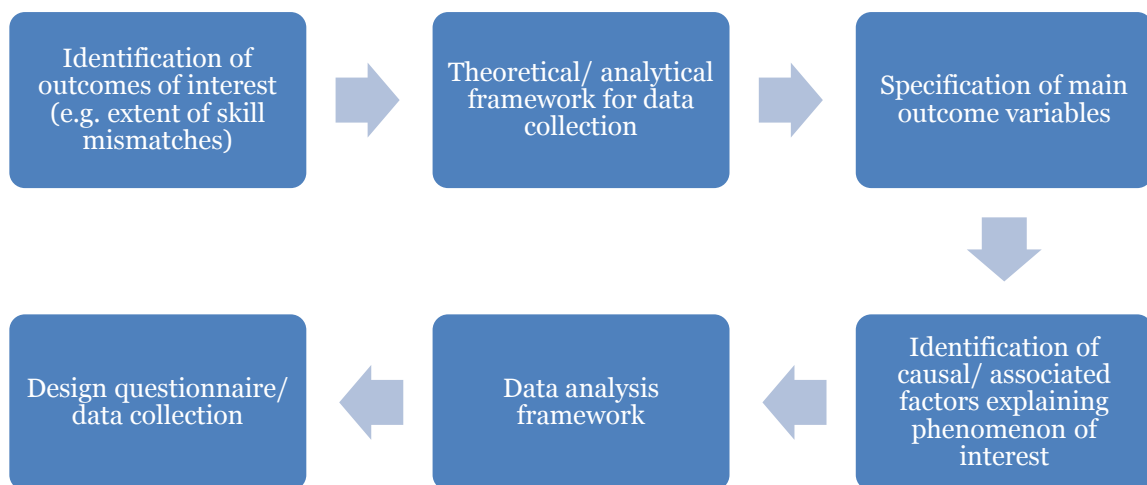 Identification of
outcomes of interest
(e.g. extent of skill
mismatches)
Theoretical/ analytical
framework for data
collection
Specification of main
outcome variables
Identification of
causal/ associated
factors explaining
phenomenon of
interest
Data analysis
framework
Design questionnaire/
data collection